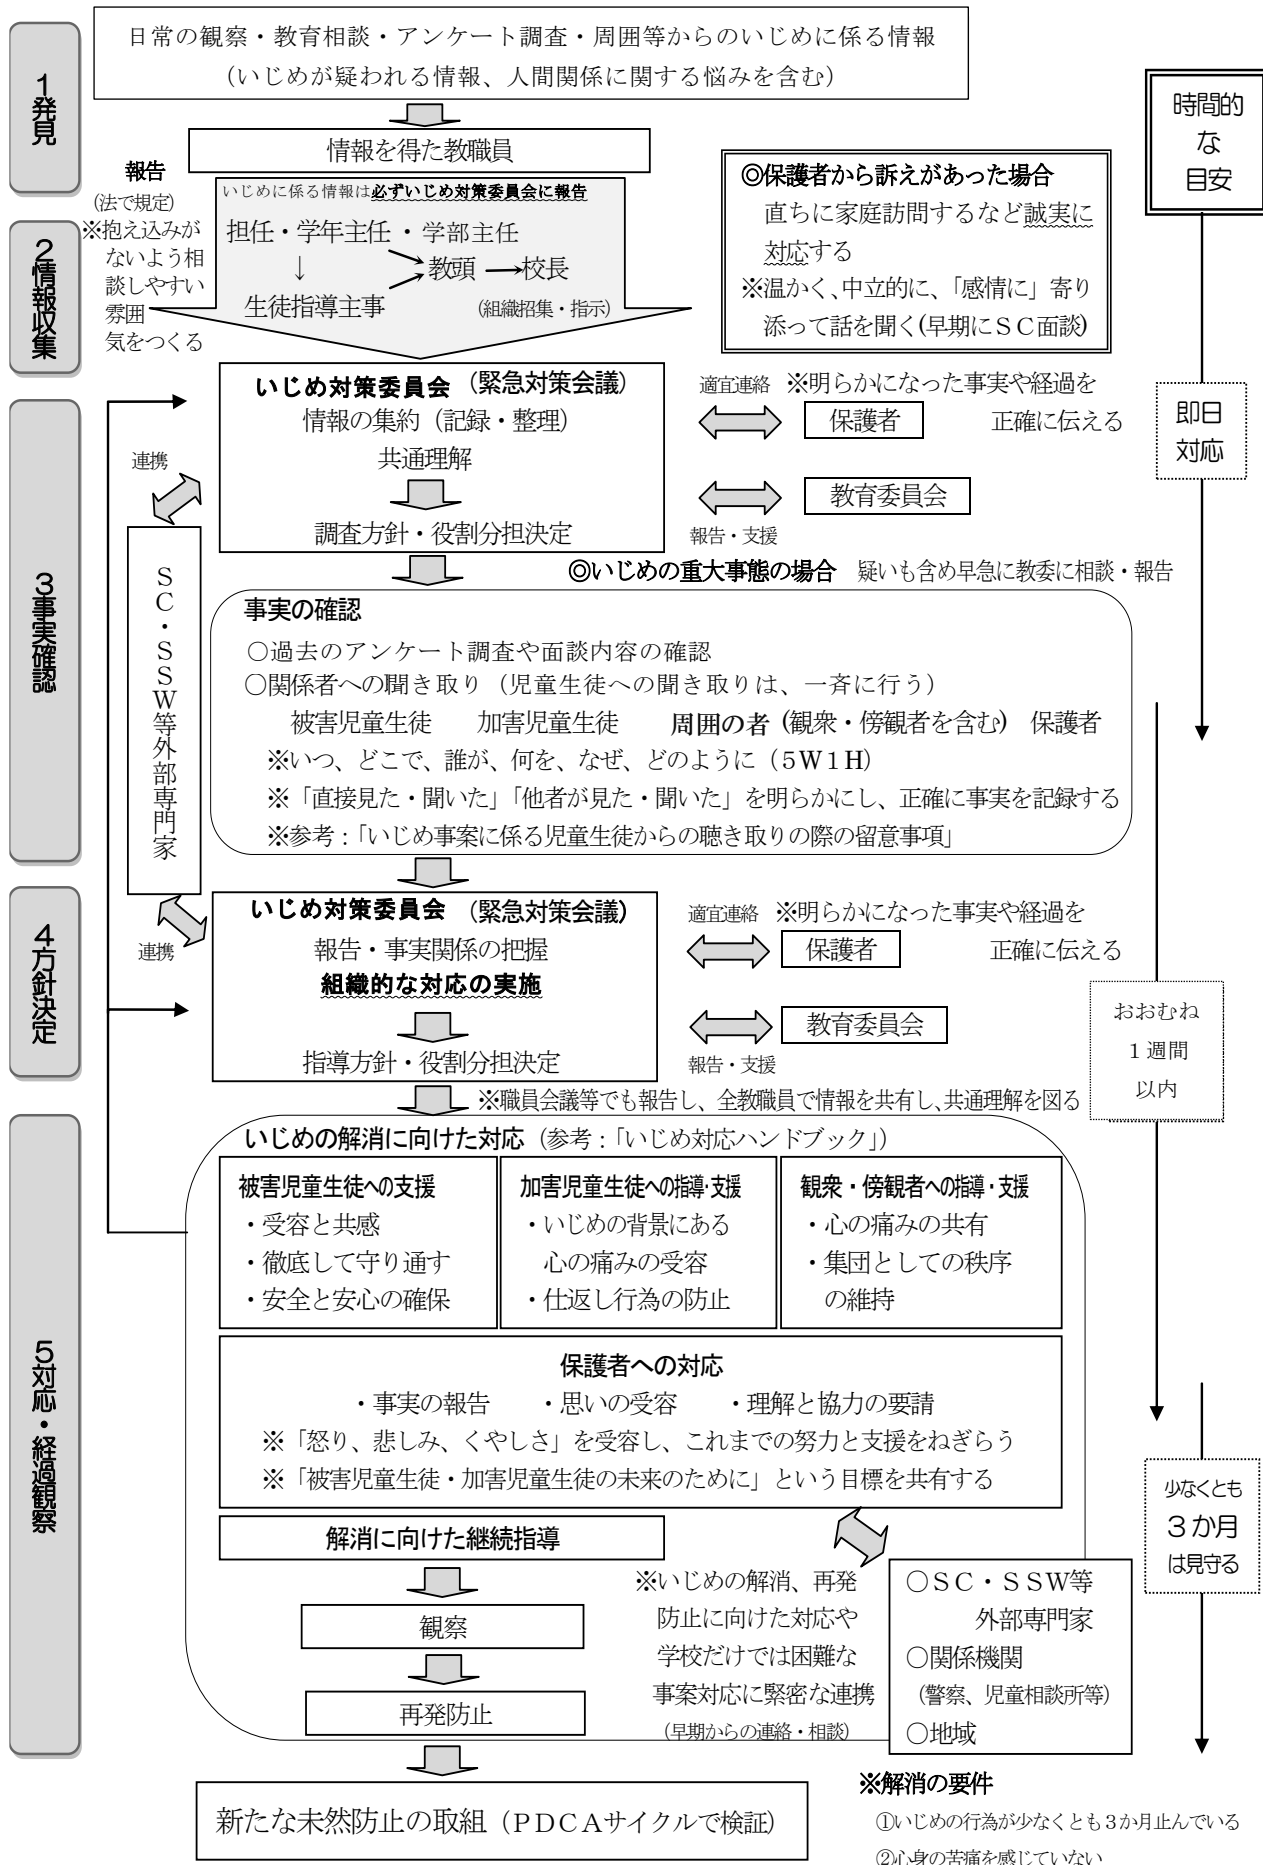 日常の観察・教育相談・アンケート調査・周囲等からのいじめに係る情報
（いじめが疑われる情報、人間関係に関する悩みを含む）
1発見
情報を得た教職員
時間的
な
目安
報告
(法で規定)
※抱え込みが
ないよう相
談しやすい
雰囲
気をつくる
いじめに係る情報は必ずいじめ対策委員会に報告
担任・学年主任 ・ 学部主任
↓
教頭 → 校長
生徒指導主事
(組織招集・指示)
◎保護者から訴えがあった場合
直ちに家庭訪問するなど誠実に
対応する
※温かく、中立的に、「感情に」寄り
添って話を聞く(早期にＳＣ面談)
2情報収集
いじめ対策委員会（緊急対策会議）
情報の集約（記録・整理）
共通理解
調査方針・役割分担決定
適宜連絡 ※明らかになった事実や経過を
保護者 正確に伝える
教育委員会
報告・支援
即日
対応
連携
ＳＣ・ＳＳＷ等外部専門家
連携
◎いじめの重大事態の場合 疑いも含め早急に教委に相談・報告
3事実確認
事実の確認
○過去のアンケート調査や面談内容の確認
○関係者への聞き取り（児童生徒への聞き取りは、一斉に行う）
被害児童生徒 加害児童生徒 周囲の者 (観衆・傍観者を含む) 保護者
※いつ、どこで、誰が、何を、なぜ、どのように（５Ｗ１Ｈ）
※「直接見た・聞いた」「他者が見た・聞いた」を明らかにし、正確に事実を記録する
※参考：「いじめ事案に係る児童生徒からの聴き取りの際の留意事項」
4方針決定
いじめ対策委員会（緊急対策会議）
報告・事実関係の把握
組織的な対応の実施
指導方針・役割分担決定
適宜連絡 ※明らかになった事実や経過を
保護者 正確に伝える
教育委員会
報告・支援
おおむね
１週間
以内
※職員会議等でも報告し、全教職員で情報を共有し、共通理解を図る
5対応・経過観察
いじめの解消に向けた対応（参考：「いじめ対応ハンドブック」）
被害児童生徒への支援
・受容と共感
・徹底して守り通す
・安全と安心の確保
加害児童生徒への指導・支援
・いじめの背景にある
心の痛みの受容
・仕返し行為の防止
観衆・傍観者への指導・支援
・心の痛みの共有
・集団としての秩序
の維持
保護者への対応
・事実の報告 ・思いの受容 ・理解と協力の要請
※「怒り、悲しみ、くやしさ」を受容し、これまでの努力と支援をねぎらう
※「被害児童生徒・加害児童生徒の未来のために」という目標を共有する
少なくとも
３か月
は見守る
解消に向けた継続指導
観察
再発防止
※いじめの解消、再発
防止に向けた対応や
学校だけでは困難な
事案対応に緊密な連携
(早期からの連絡・相談)
○ＳＣ・ＳＳＷ等
外部専門家
○関係機関
(警察、児童相談所等)
○地域
新たな未然防止の取組（ＰＤＣＡサイクルで検証）
※解消の要件
①いじめの行為が少なくとも３か月止んでいる
②心身の苦痛を感じていない